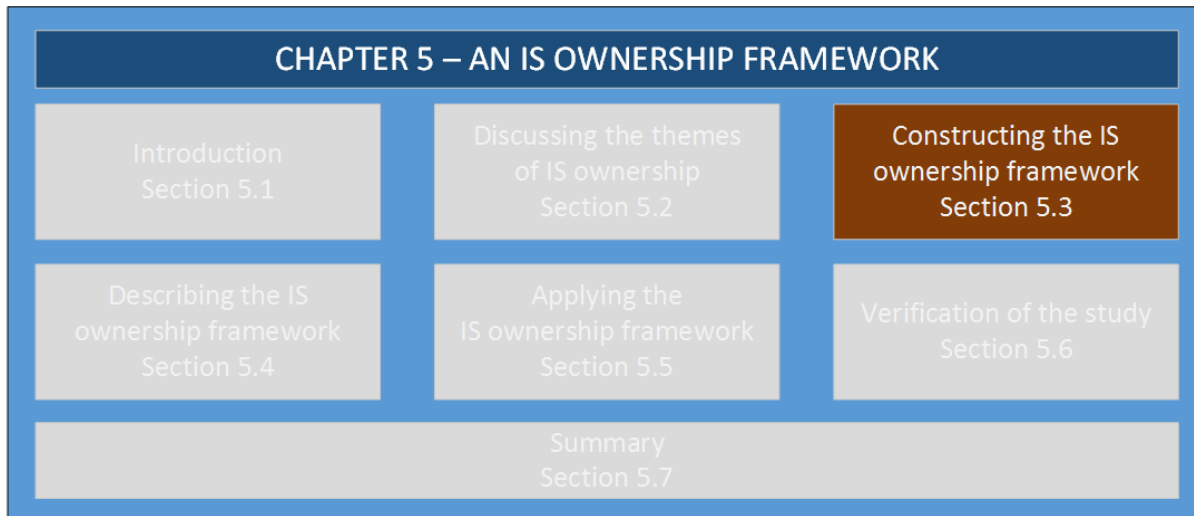 CHAPTER 5 – AN IS OWNERSHIP FRAMEWORK
Introduction
Section 5.1
Discussing the themes
of IS ownership
Section 5.2
Constructing the IS
ownership framework
Section 5.3
Describing the IS
ownership framework
Section 5.4
Applying the
IS ownership framework
Section 5.5
Verification of the study
Section 5.6
Summary
Section 5.7